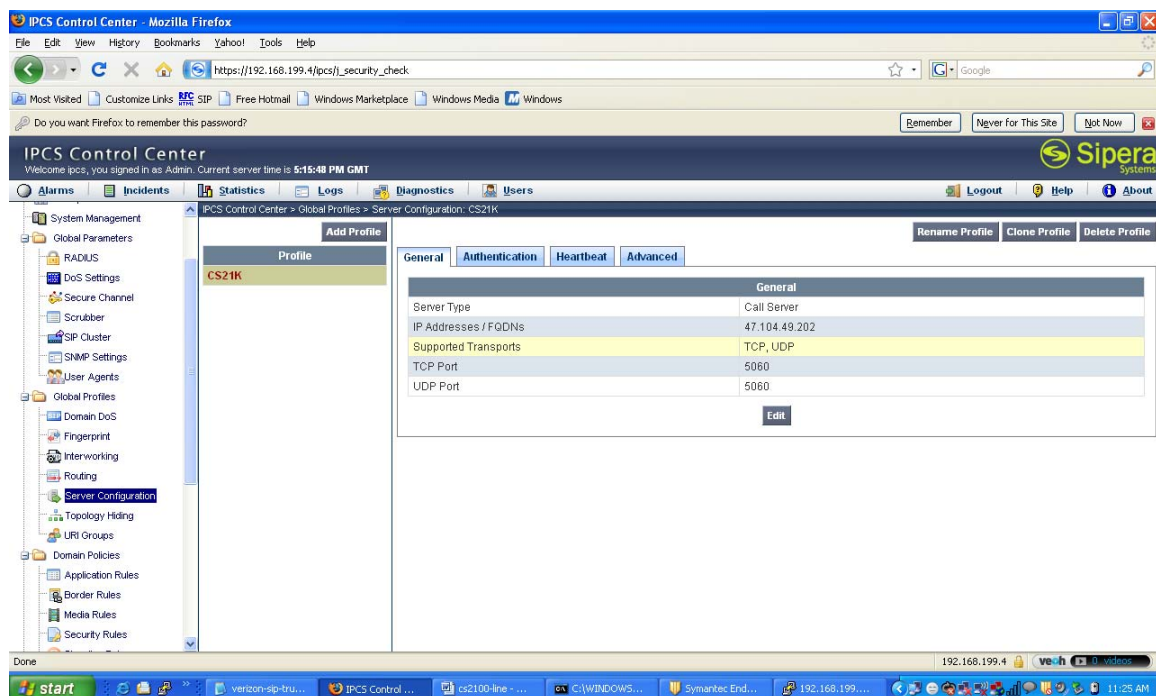 IPCS Control Center - Mozilla Firefox
File Edit View History Bookmarks Yahoo! Tools Help
https://192.168.199.4/ipcs/j_security_check
G Google
Most Visited Customize Links RFC HTML SIP Free Hotmail Windows Marketplace Windows Media Windows
Do you want Firefox to remember this password? Remember Never for This Site Not Now
IPCS Control Center
Welcome ipcs, you signed in as Admin. Current server time is 5:15:48 PM GMT
Sipera
Systems
Alarms Incidents Statistics Logs Diagnostics Users Logout Help About
IPCS Control Center > Global Profiles > Server Configuration: CS21K
System Management
Global Parameters
RADIUS
DoS Settings
Secure Channel
Scrubber
SIP Cluster
SNMP Settings
User Agents
Global Profiles
Domain DoS
Fingerprint
Interworking
Routing
Server Configuration
Topology Hiding
URI Groups
Domain Policies
Application Rules
Border Rules
Media Rules
Security Rules
Add Profile
Profile
CS21K
Rename Profile Clone Profile Delete Profile
General Authentication Heartbeat Advanced
General
Server Type Call Server
IP Addresses / FQDNs 47.104.49.202
Supported Transports TCP, UDP
TCP Port 5060
UDP Port 5060
Edit
Done 192.168.199.4 veoh 0 videos
start verizon-sip-tru... IPCS Control ... cs2100-line - ... C:\WINDOWS... Symantec End... 192.168.199.... 11:25 AM